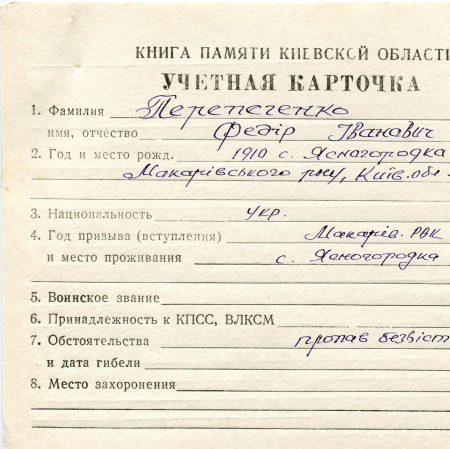 КНИГА ПАМЯТИ КИЕВСКОЙ ОБЛАСТИ
УЧЕТНАЯ КАРТОЧКА
1. Фамилия Перепеченко
имя, отчество Федір Іванович
2. Год и место рожд. 1910 с. Ясногородка
Макарівського р-ну, Київ. обл.
3. Национальность укр.
4. Год призыва (вступления) Макарів. РВК
и место проживания с. Ясногородка
5. Воинское звание
6. Принадлежность к КПСС, ВЛКСМ
7. Обстоятельства пропав безвіст
и дата гибели
8. Место захоронения